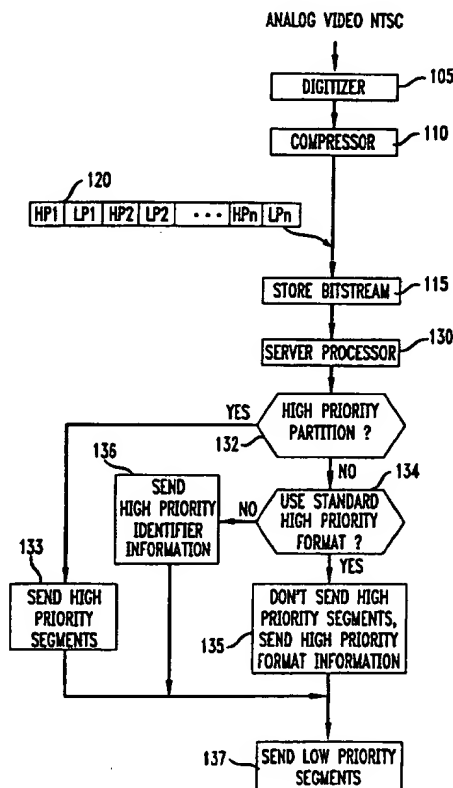 ANALOG VIDEO NTSC
DIGITIZER
105
COMPRESSOR
110
120
HP1 LP1 HP2 LP2 ... HPn LPn
STORE BITSTREAM
115
SERVER PROCESSOR
130
YES
HIGH PRIORITY
PARTITION ?
132
NO
134
136
SEND
HIGH PRIORITY
IDENTIFIER
INFORMATION
NO
USE STANDARD
HIGH PRIORITY
FORMAT ?
YES
133
SEND HIGH
PRIORITY
SEGMENTS
DON'T SEND HIGH
PRIORITY SEGMENTS,
SEND HIGH PRIORITY
FORMAT INFORMATION
135
SEND LOW PRIORITY
SEGMENTS
137